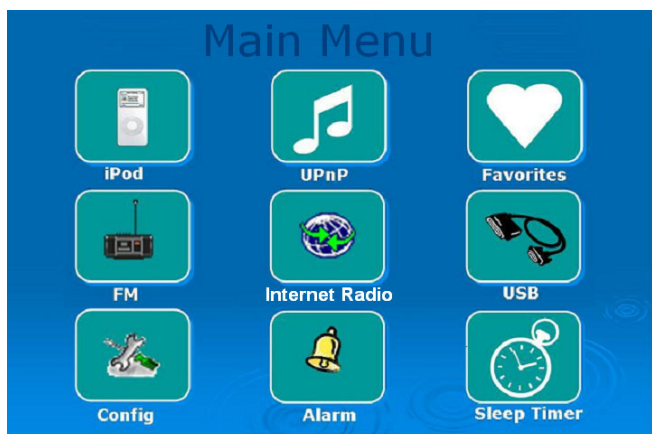 Main Menu
iPod
UPnP
Favorites
FM
Internet Radio
USB
Config
Alarm
Sleep Timer